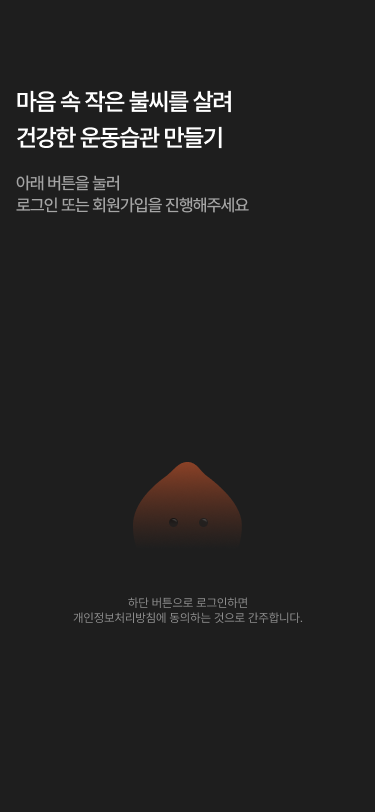 마음 속 작은 불씨를 살려
건강한 운동습관 만들기
아래 버튼을 눌러
로그인 또는 회원가입을 진행해주세요
하단 버튼으로 로그인하면
개인정보처리방침에 동의하는 것으로 간주합니다.